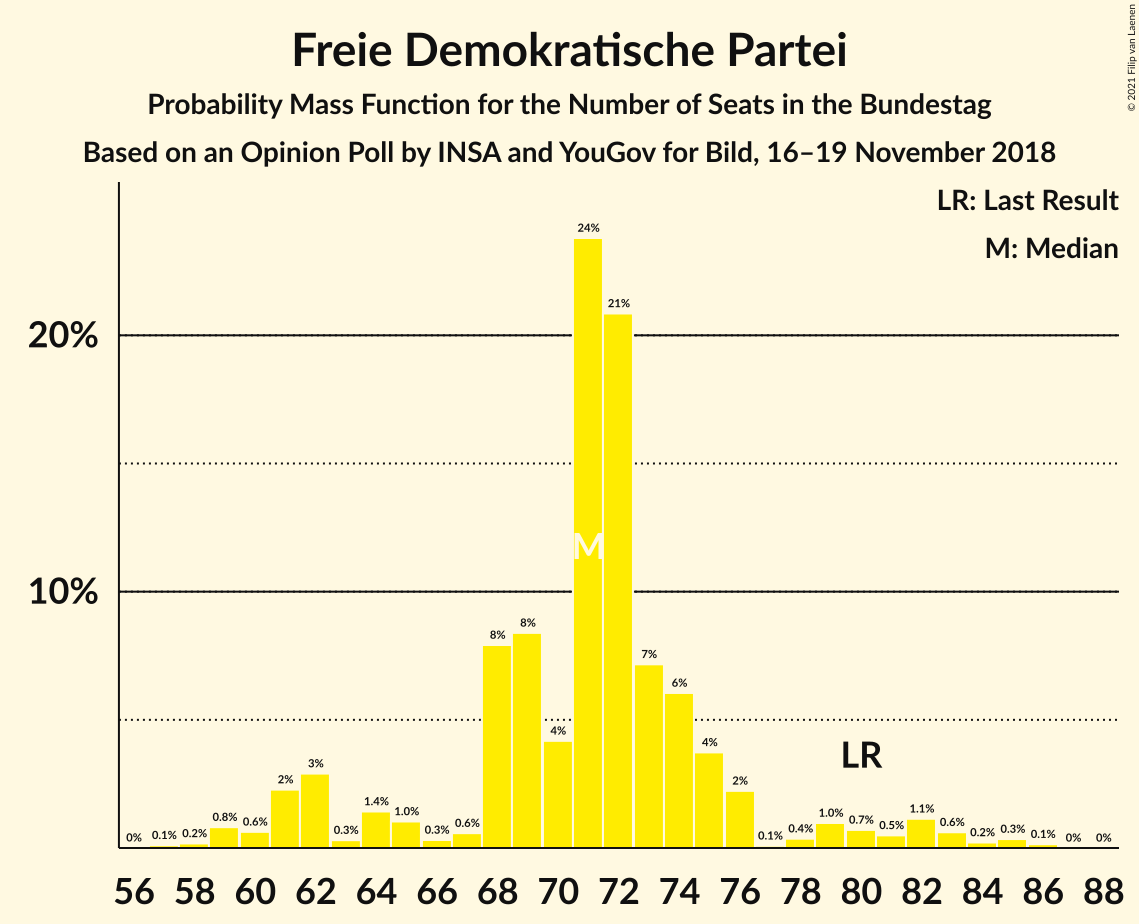 Freie Demokratische Partei
Probability Mass Function for the Number of Seats in the Bundestag
Based on an Opinion Poll by INSA and YouGov for Bild, 16–19 November 2018
© 2021 Filip van Laenen
LR: Last Result
M: Median
20%
10%
0% 0.1% 0.2% 0.8% 0.6% 2% 3% 0.3% 1.4% 1.0% 0.3% 0.6% 8% 8% 4% 24% 21% 7% 6% 4% 2% 0.1% 0.4% 1.0% 0.7% 0.5% 1.1% 0.6% 0.2% 0.3% 0.1% 0% 0%
M
LR
56 58 60 62 64 66 68 70 72 74 76 78 80 82 84 86 88